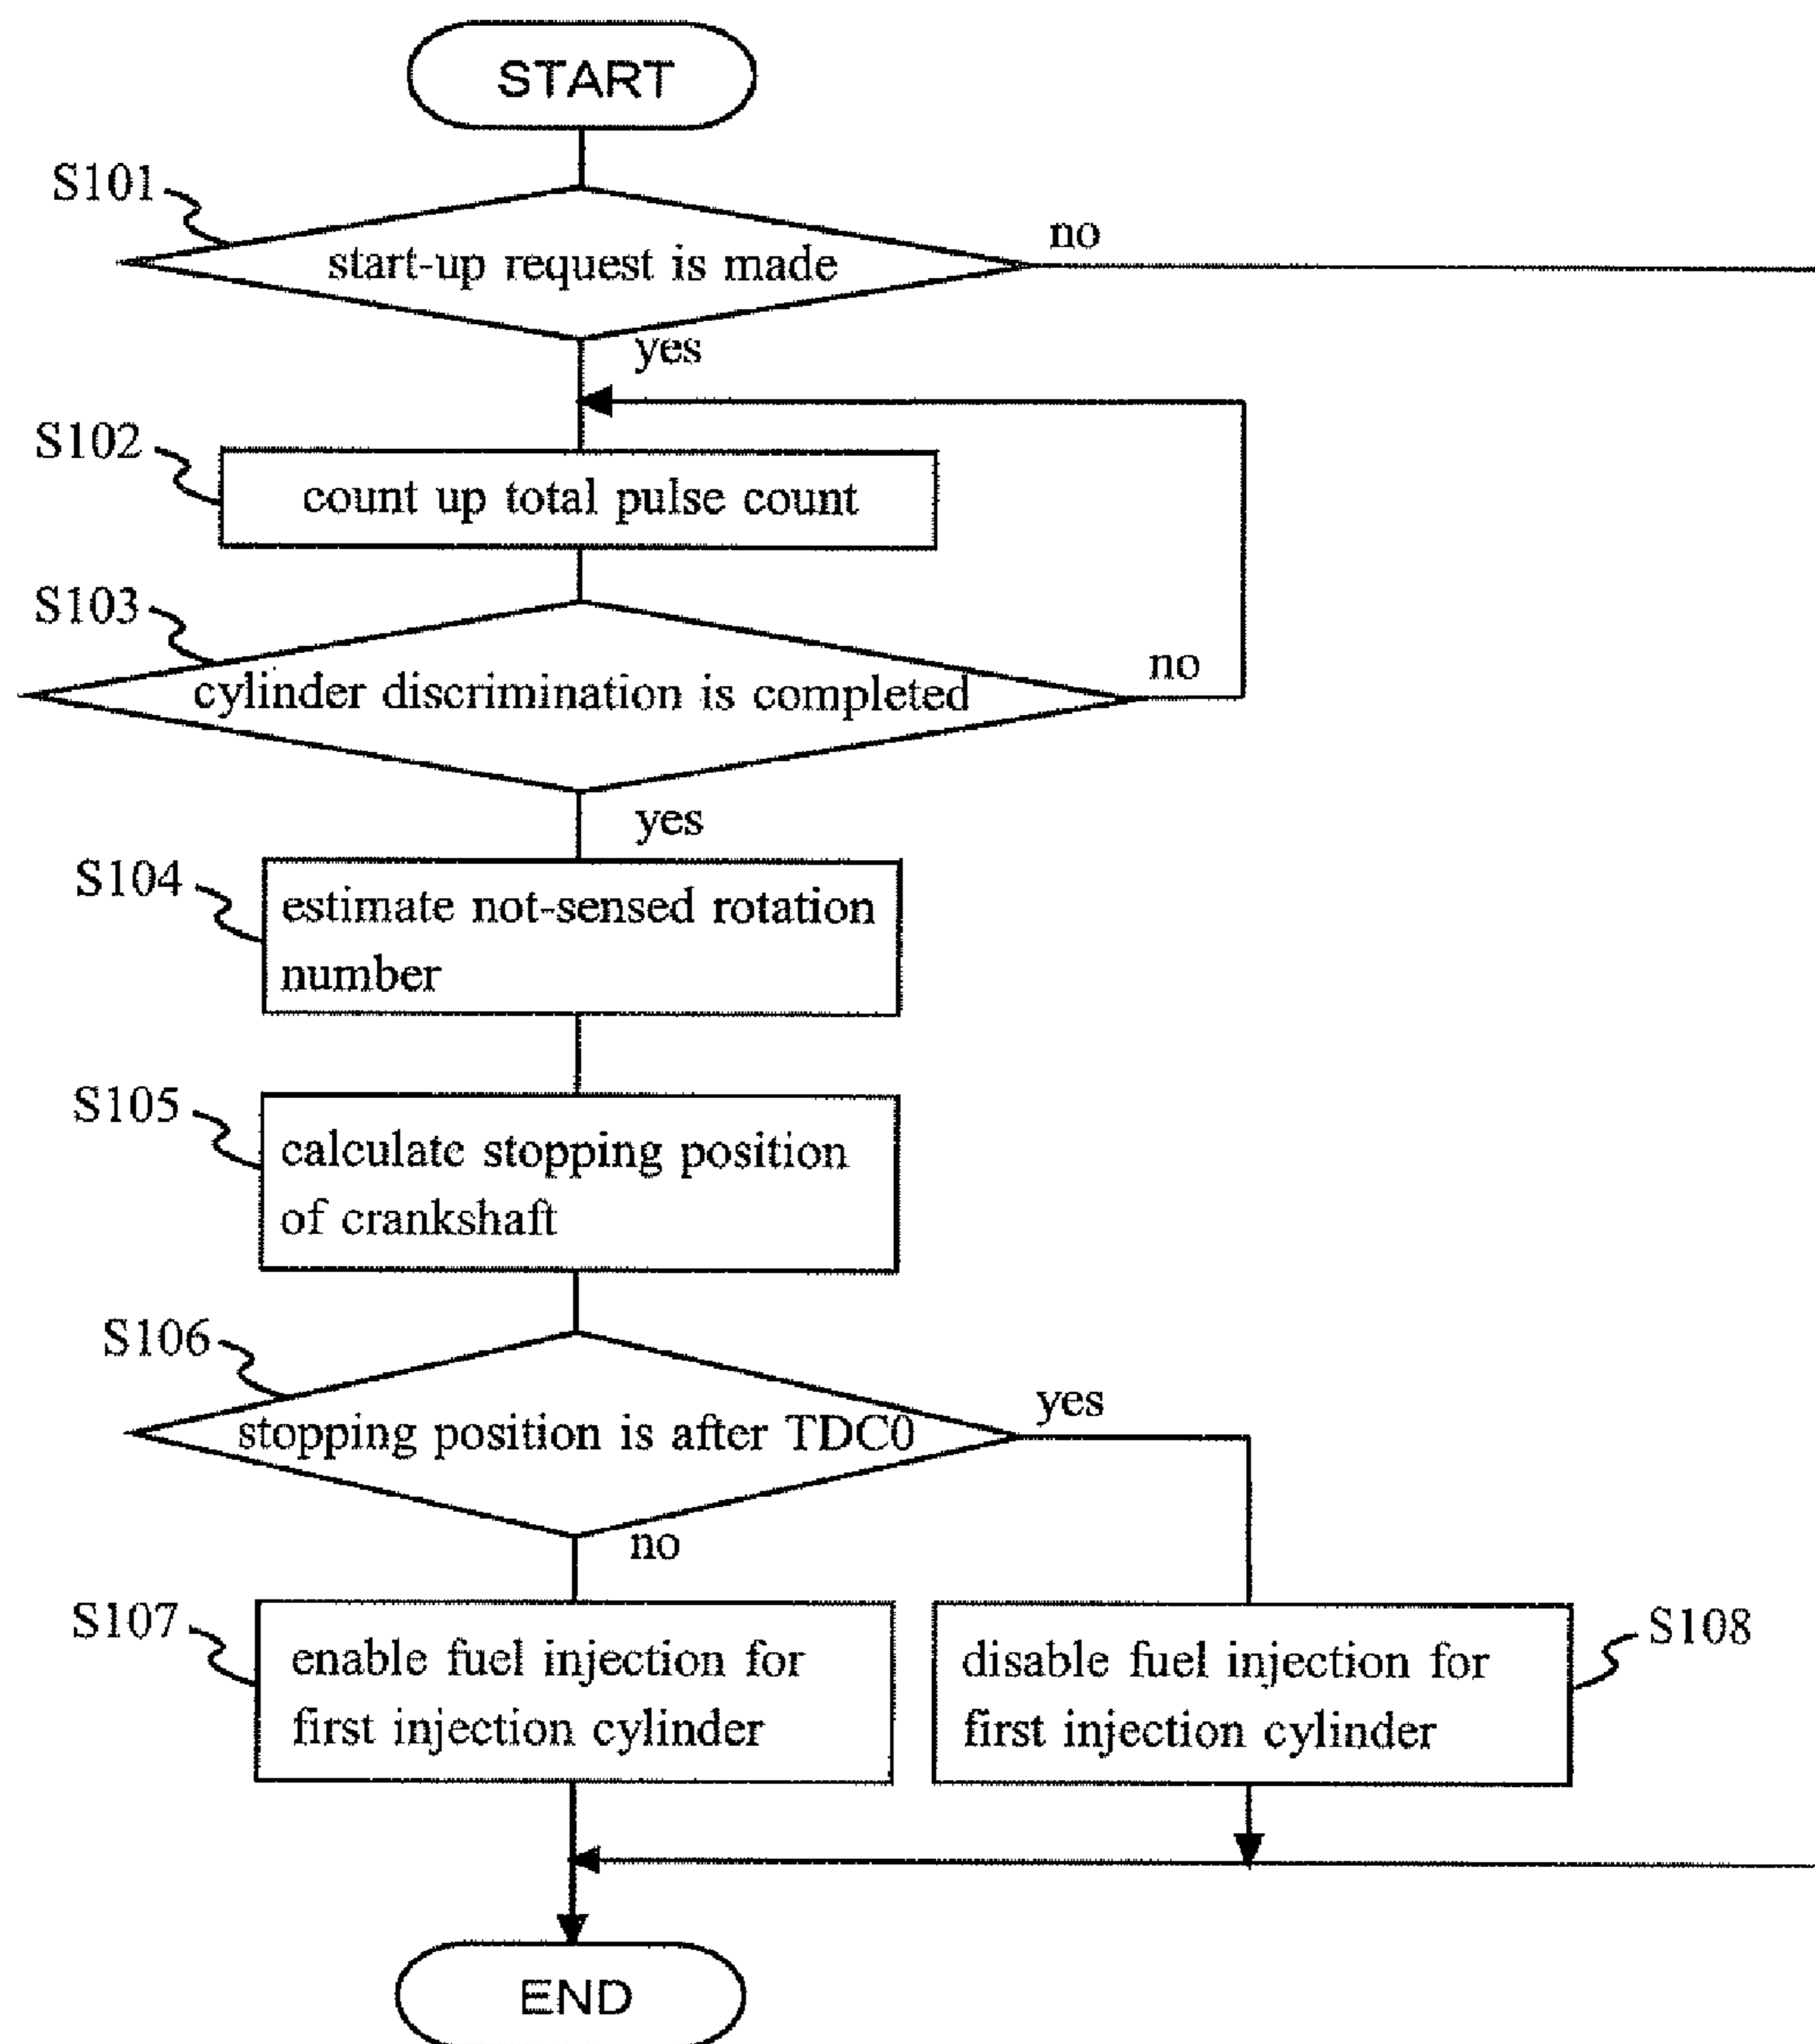 START
S101
start-up request is made
no
yes
S102
count up total pulse count
S103
cylinder discrimination is completed
no
yes
S104
estimate not-sensed rotation
number
S105
calculate stopping position
of crankshaft
S106
stopping position is after TDC0
yes
no
S107
enable fuel injection for
first injection cylinder
disable fuel injection for
first injection cylinder
S108
END